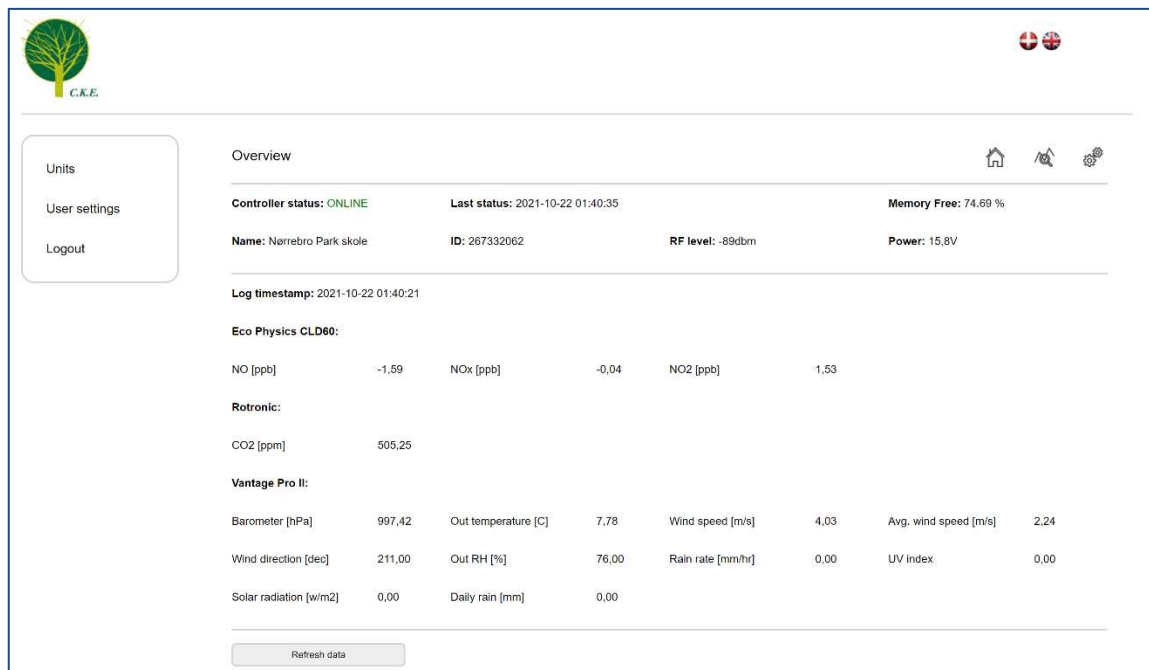 C.K.E.
Units
User settings
Logout
Overview
Controller status: ONLINE Last status: 2021-10-22 01:40:35 Memory Free: 74.69 %
Name: Nørrebro Park skole ID: 267332062 RF level: -89dbm Power: 15,8V
Log timestamp: 2021-10-22 01:40:21
Eco Physics CLD60:
NO [ppb] -1,59 NOx [ppb] -0,04 NO2 [ppb] 1,53
Rotronic:
CO2 [ppm] 505,25
Vantage Pro II:
Barometer [hPa] 997,42 Out temperature [C] 7,78 Wind speed [m/s] 4,03 Avg. wind speed [m/s] 2,24
Wind direction [dec] 211,00 Out RH [%] 76,00 Rain rate [mm/hr] 0,00 UV index 0,00
Solar radiation [w/m2] 0,00 Daily rain [mm] 0,00
Refresh data